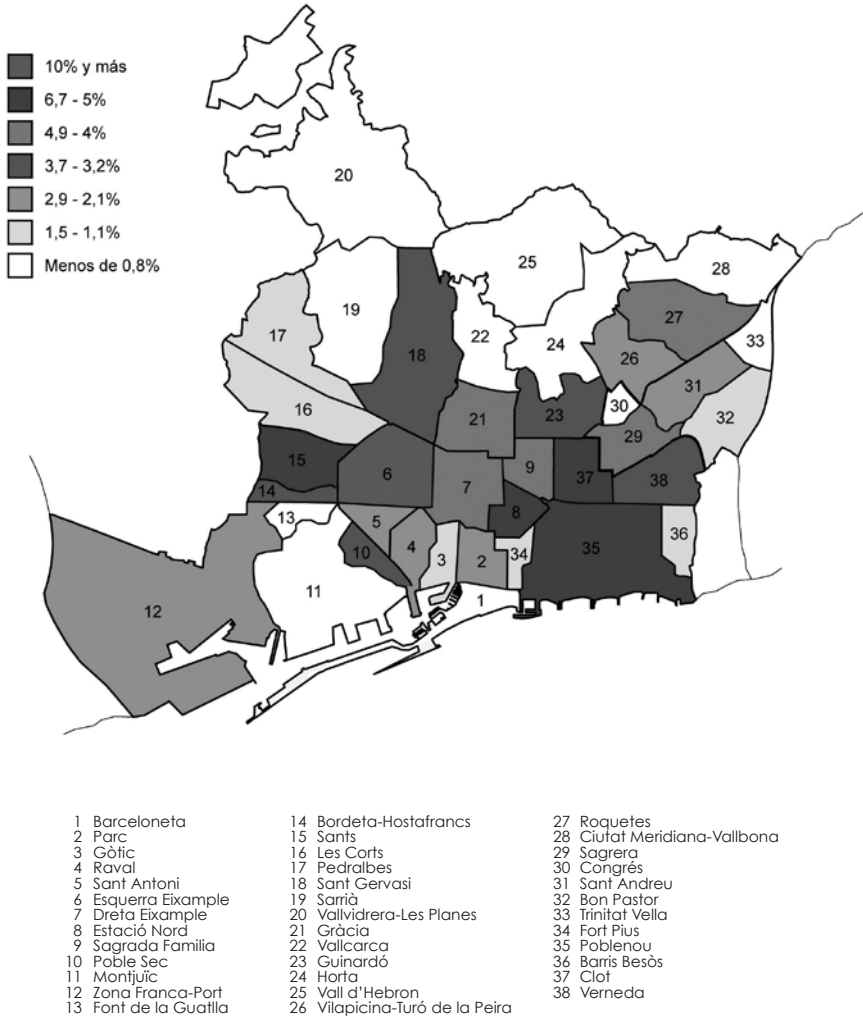 10% y más
6,7 - 5%
4,9 - 4%
3,7 - 3,2%
2,9 - 2,1%
1,5 - 1,1%
Menos de 0,8%
20
25
28
19
18
22
17
27
24
33
26
31
16
21
23
30
32
29
15
6
9
37
38
14
7
13
5
8
4
10
3
2
34
35
36
11
1
12
1 Barceloneta
2 Parc
3 Gòtic
4 Raval
5 Sant Antoni
6 Esquerra Eixample
7 Dreta Eixample
8 Estació Nord
9 Sagrada Familia
10 Poble Sec
11 Montjuïc
12 Zona Franca-Port
13 Font de la Guatlla
14 Bordeta-Hostafrancs
15 Sants
16 Les Corts
17 Pedralbes
18 Sant Gervasi
19 Sarrià
20 Vallvidrera-Les Planes
21 Gràcia
22 Vallcarca
23 Guinardó
24 Horta
25 Vall d'Hebron
26 Vilapicina-Turó de la Peira
27 Roquetes
28 Ciutat Meridiana-Vallbona
29 Sagrera
30 Congrés
31 Sant Andreu
32 Bon Pastor
33 Trinitat Vella
34 Fort Pius
35 Poblenou
36 Barris Besòs
37 Clot
38 Verneda